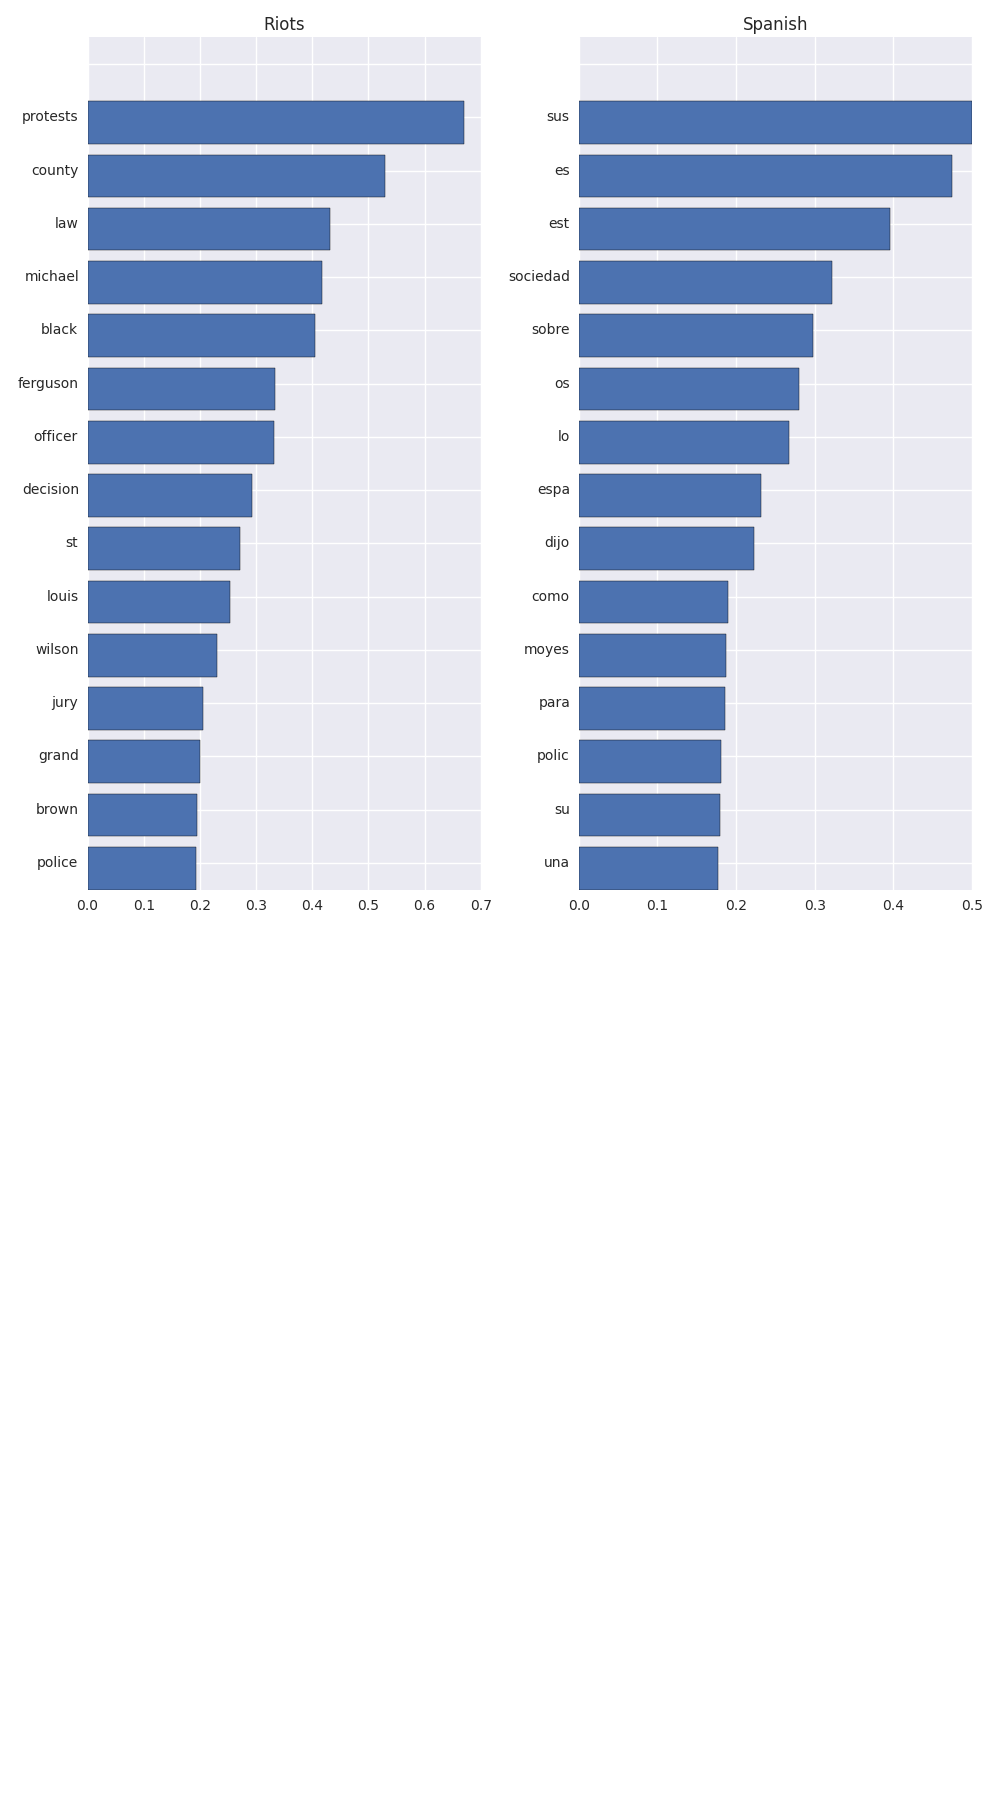 Riots
protests
county
law
michael
black
ferguson
officer
decision
st
louis
wilson
jury
grand
brown
police
0.0 0.1 0.2 0.3 0.4 0.5 0.6 0.7
Spanish
sus
es
est
sociedad
sobre
os
lo
espa
dijo
como
moyes
para
polic
su
una
0.0 0.1 0.2 0.3 0.4 0.5